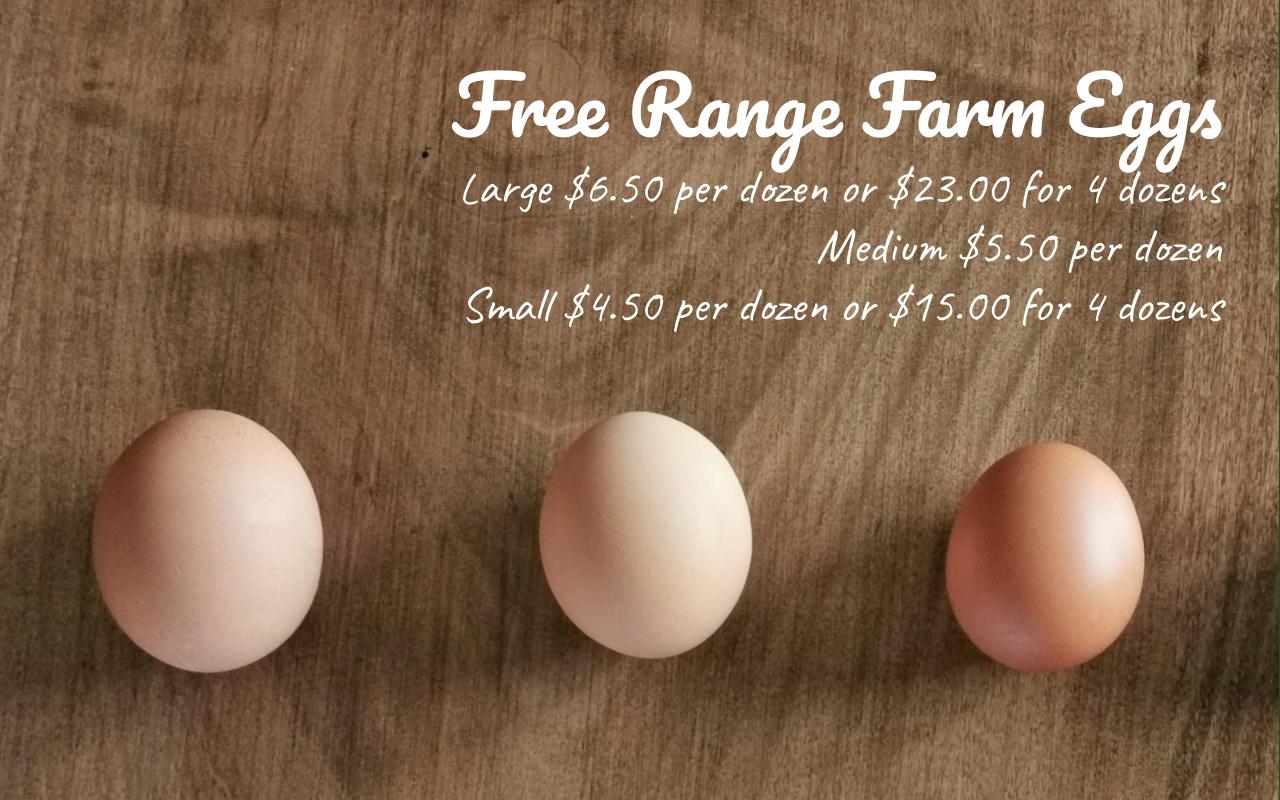 Free Range Farm Eggs
Large $6.50 per dozen or $23.00 for 4 dozens
Medium $5.50 per dozen
Small $4.50 per dozen or $15.00 for 4 dozens